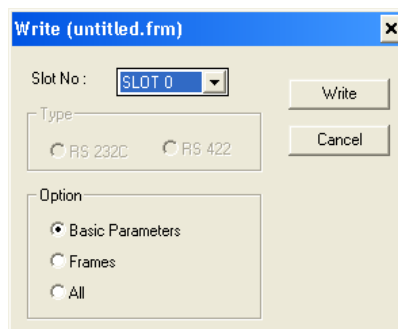 Write (untitled.frm)
Slot No : SLOT 0
Write
Type
RS 232C RS 422
Cancel
Option
Basic Parameters
Frames
All